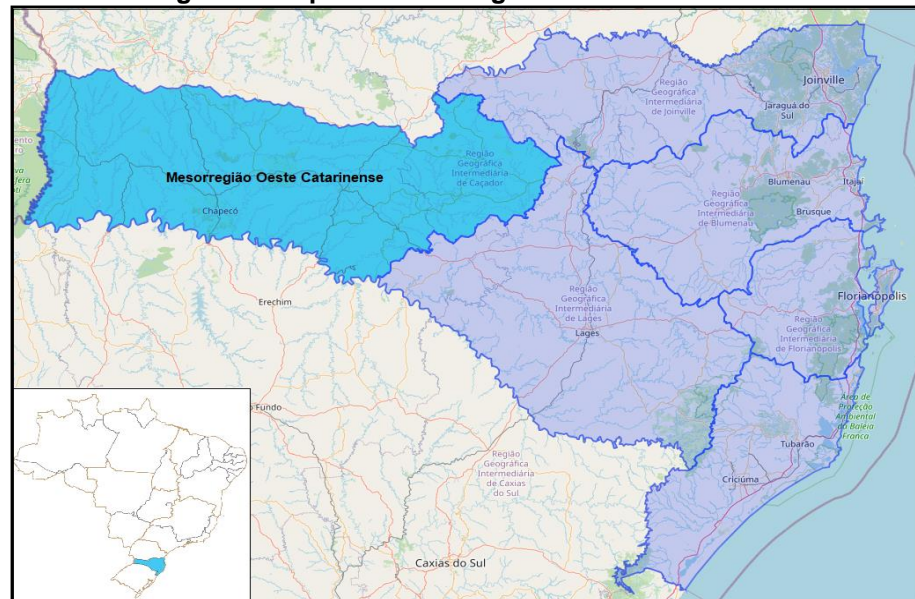 Joinville
Jaraguá do
Sul
Região
Geográfica
Intermediária
de Joinville
Mesorregião Oeste Catarinense
Região
Geográfica
Intermediária
de Caçador
Chapecó
Blumenau
Itajaí
Região
Geográfica
Intermediária
de Blumenau
Brusque
Erechim
Região
Geográfica
Intermediária
de Lages
Lages
Florianópolis
Região
Geográfica
Intermediária
de Florianópolis
Área de
Proteção
Ambiental
da Baleia
Franca
o Fundo
Tubarão
Região
Geográfica
Intermediária
de Caxias
do Sul
Criciúma
Caxias do Sul